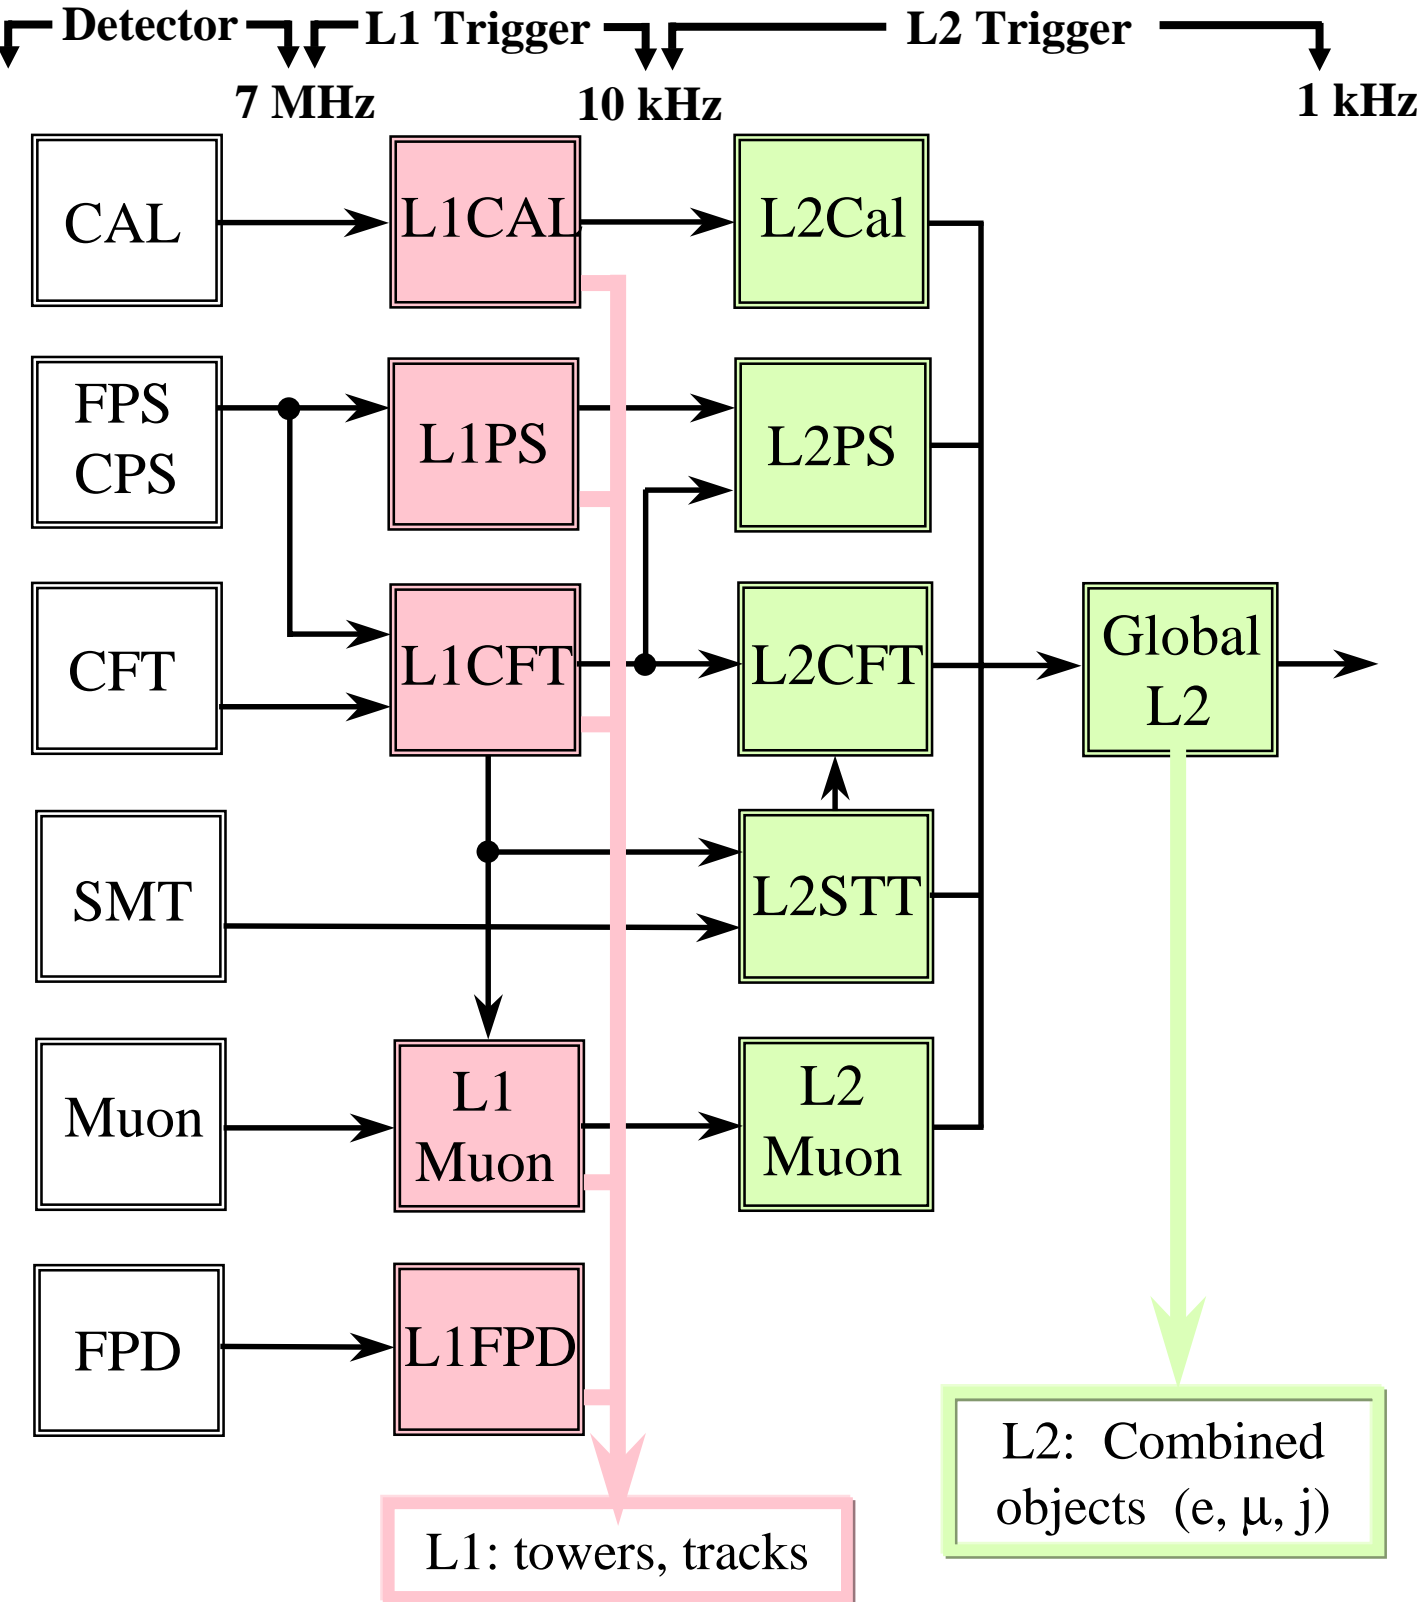 Detector L1 Trigger L2 Trigger
7 MHz 10 kHz 1 kHz
CAL L1CAL L2Cal
FPS
CPS
L1PS L2PS
CFT L1CFT L2CFT
Global
L2
SMT L2STT
Muon
L1
Muon
L2
Muon
FPD L1FPD
L2: Combined
objects (e, μ, j)
L1: towers, tracks